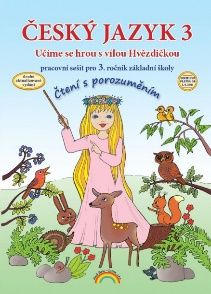 ČESKÝ JAZYK 3
Učíme se hrou s vílou Hvězdičkou
pracovní sešit pro 3. ročník základní školy
Čtení s porozuměním